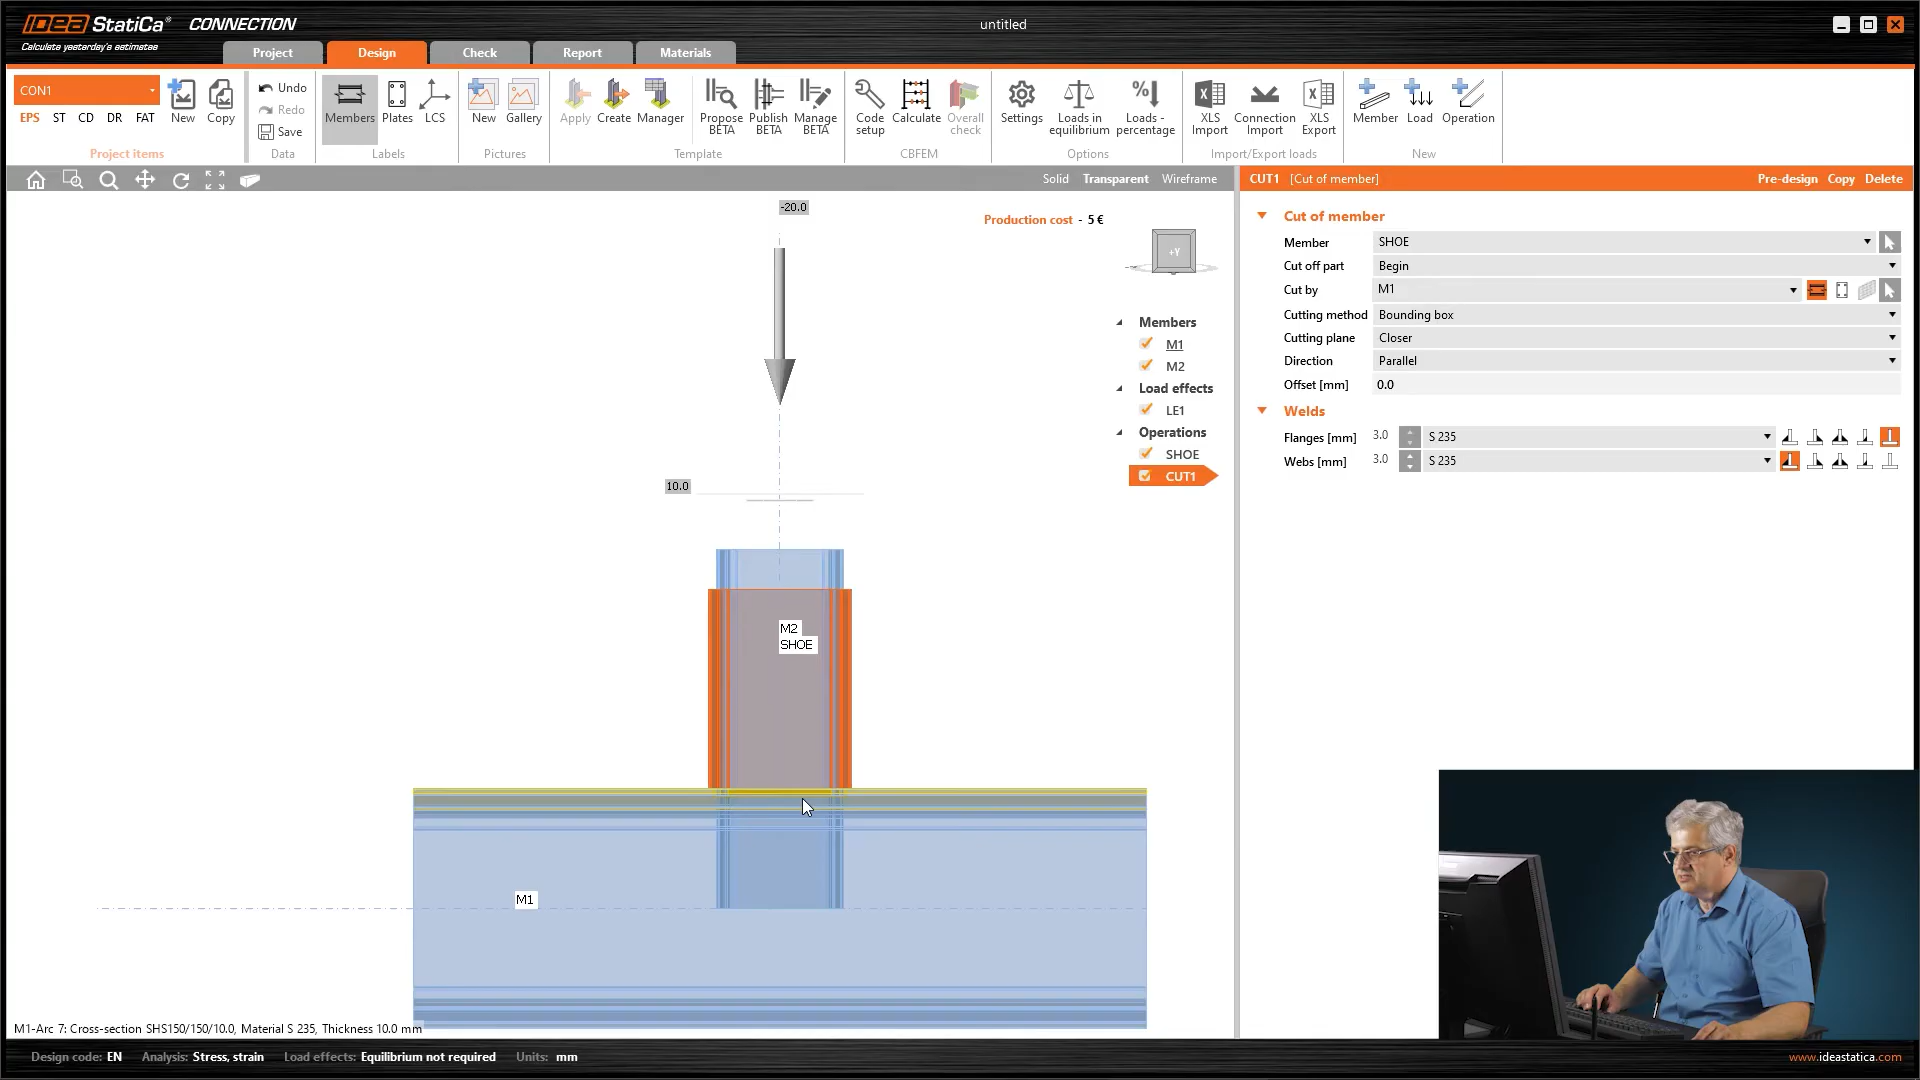 IDEA StatiCa® CONNECTION
Calculate yesterday's estimates
untitled
Project
Design
Check
Report
Materials
CON1
EPS ST CD DR FAT
New
Copy
Project items
Undo
Redo
Save
Data
Members
Plates
LCS
Labels
New
Gallery
Pictures
Apply
Create
Manager
Propose BETA
Publish BETA
Manage BETA
Template
Code setup
Calculate
Overall check
CBFEM
Settings
Loads in equilibrium
Loads - percentage
Options
XLS Import
Connection Import
XLS Export
Import/Export loads
Member
Load
Operation
New
Solid Transparent Wireframe
CUT1 [Cut of member]
Pre-design Copy Delete
-20.0
Production cost - 5 €
+Y
Members
M1
M2
Load effects
LE1
Operations
SHOE
CUT1
10.0
M2
SHOE
M1
M1-Arc 7: Cross-section SHS150/150/10.0, Material S 235, Thickness 10.0 mm
Cut of member
Member SHOE
Cut off part Begin
Cut by M1
Cutting method Bounding box
Cutting plane Closer
Direction Parallel
Offset [mm] 0.0
Welds
Flanges [mm] 3.0 S 235
Webs [mm] 3.0 S 235
Design code: EN Analysis: Stress, strain Load effects: Equilibrium not required Units: mm
www.ideastatica.com